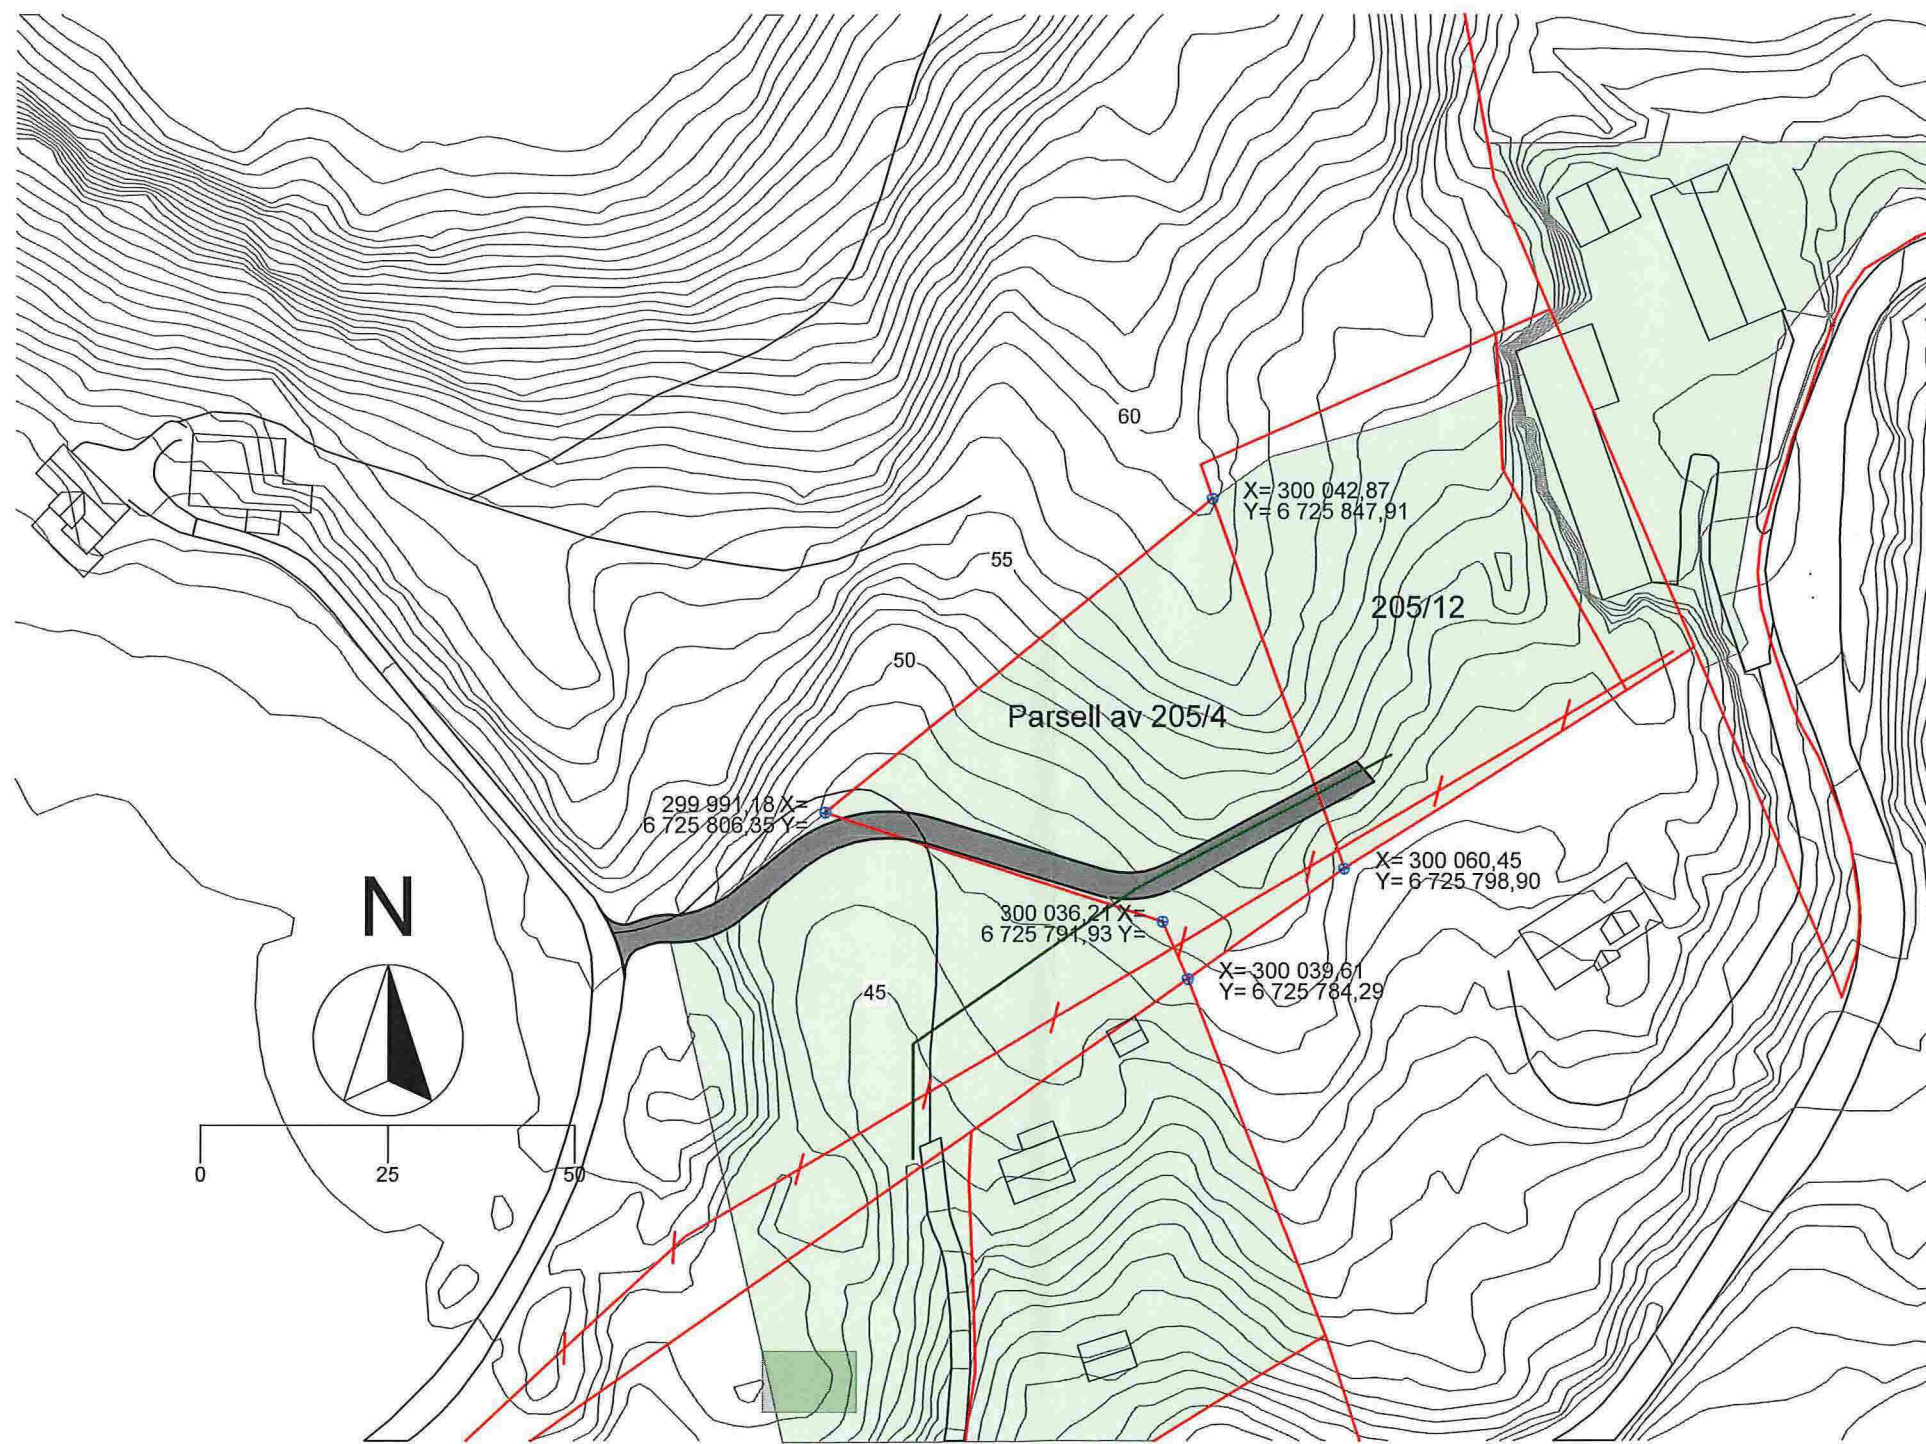 60
X= 300 042,87
Y= 6 725 847,91
55
205/12
50
Parsell av 205/4
299 991,18 X=
6 725 806,35 Y=
X= 300 060,45
Y= 6 725 798,90
N
300 036,21 X=
6 725 791,93 Y=
X= 300 039,61
Y= 6 725 784,29
45
0 25 50